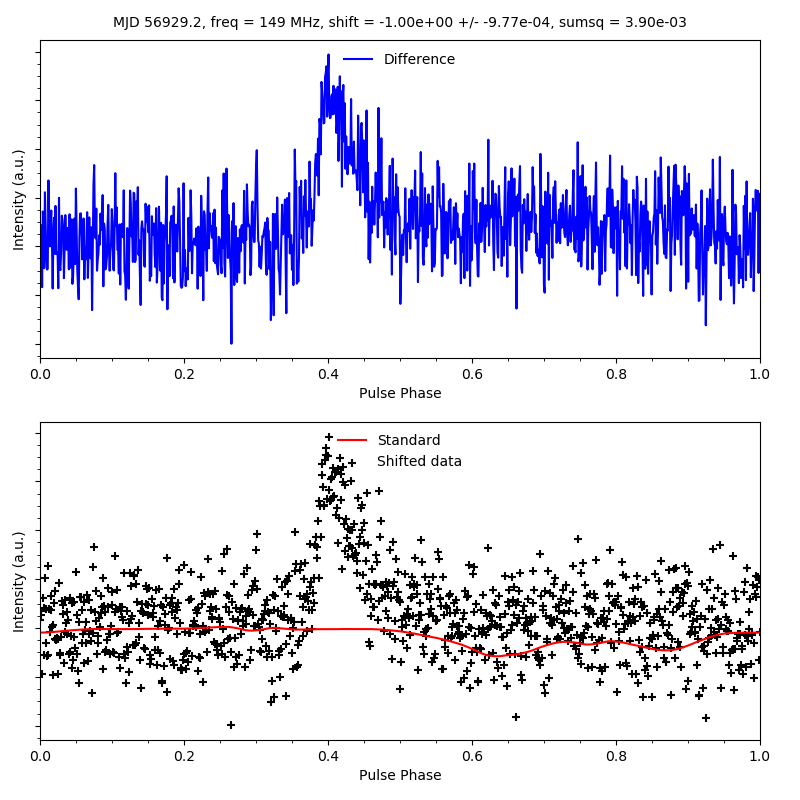 MJD 56929.2, freq = 149 MHz, shift = -1.00e+00 +/- -9.77e-04, sumsq = 3.90e-03
Difference
Intensity (a.u.)
0.0 0.2 0.4 0.6 0.8 1.0
Pulse Phase
Standard
Shifted data
Intensity (a.u.)
0.0 0.2 0.4 0.6 0.8 1.0
Pulse Phase